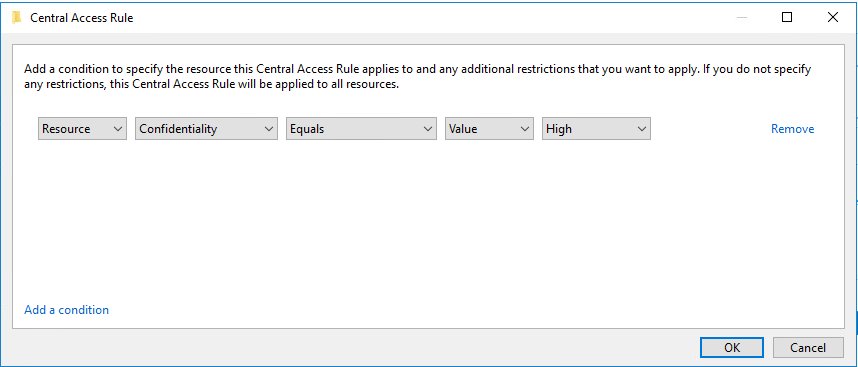 Central Access Rule
Add a condition to specify the resource this Central Access Rule applies to and any additional restrictions that you want to apply. If you do not specify
any restrictions, this Central Access Rule will be applied to all resources.
Resource Confidentiality Equals Value High Remove
Add a condition
OK Cancel